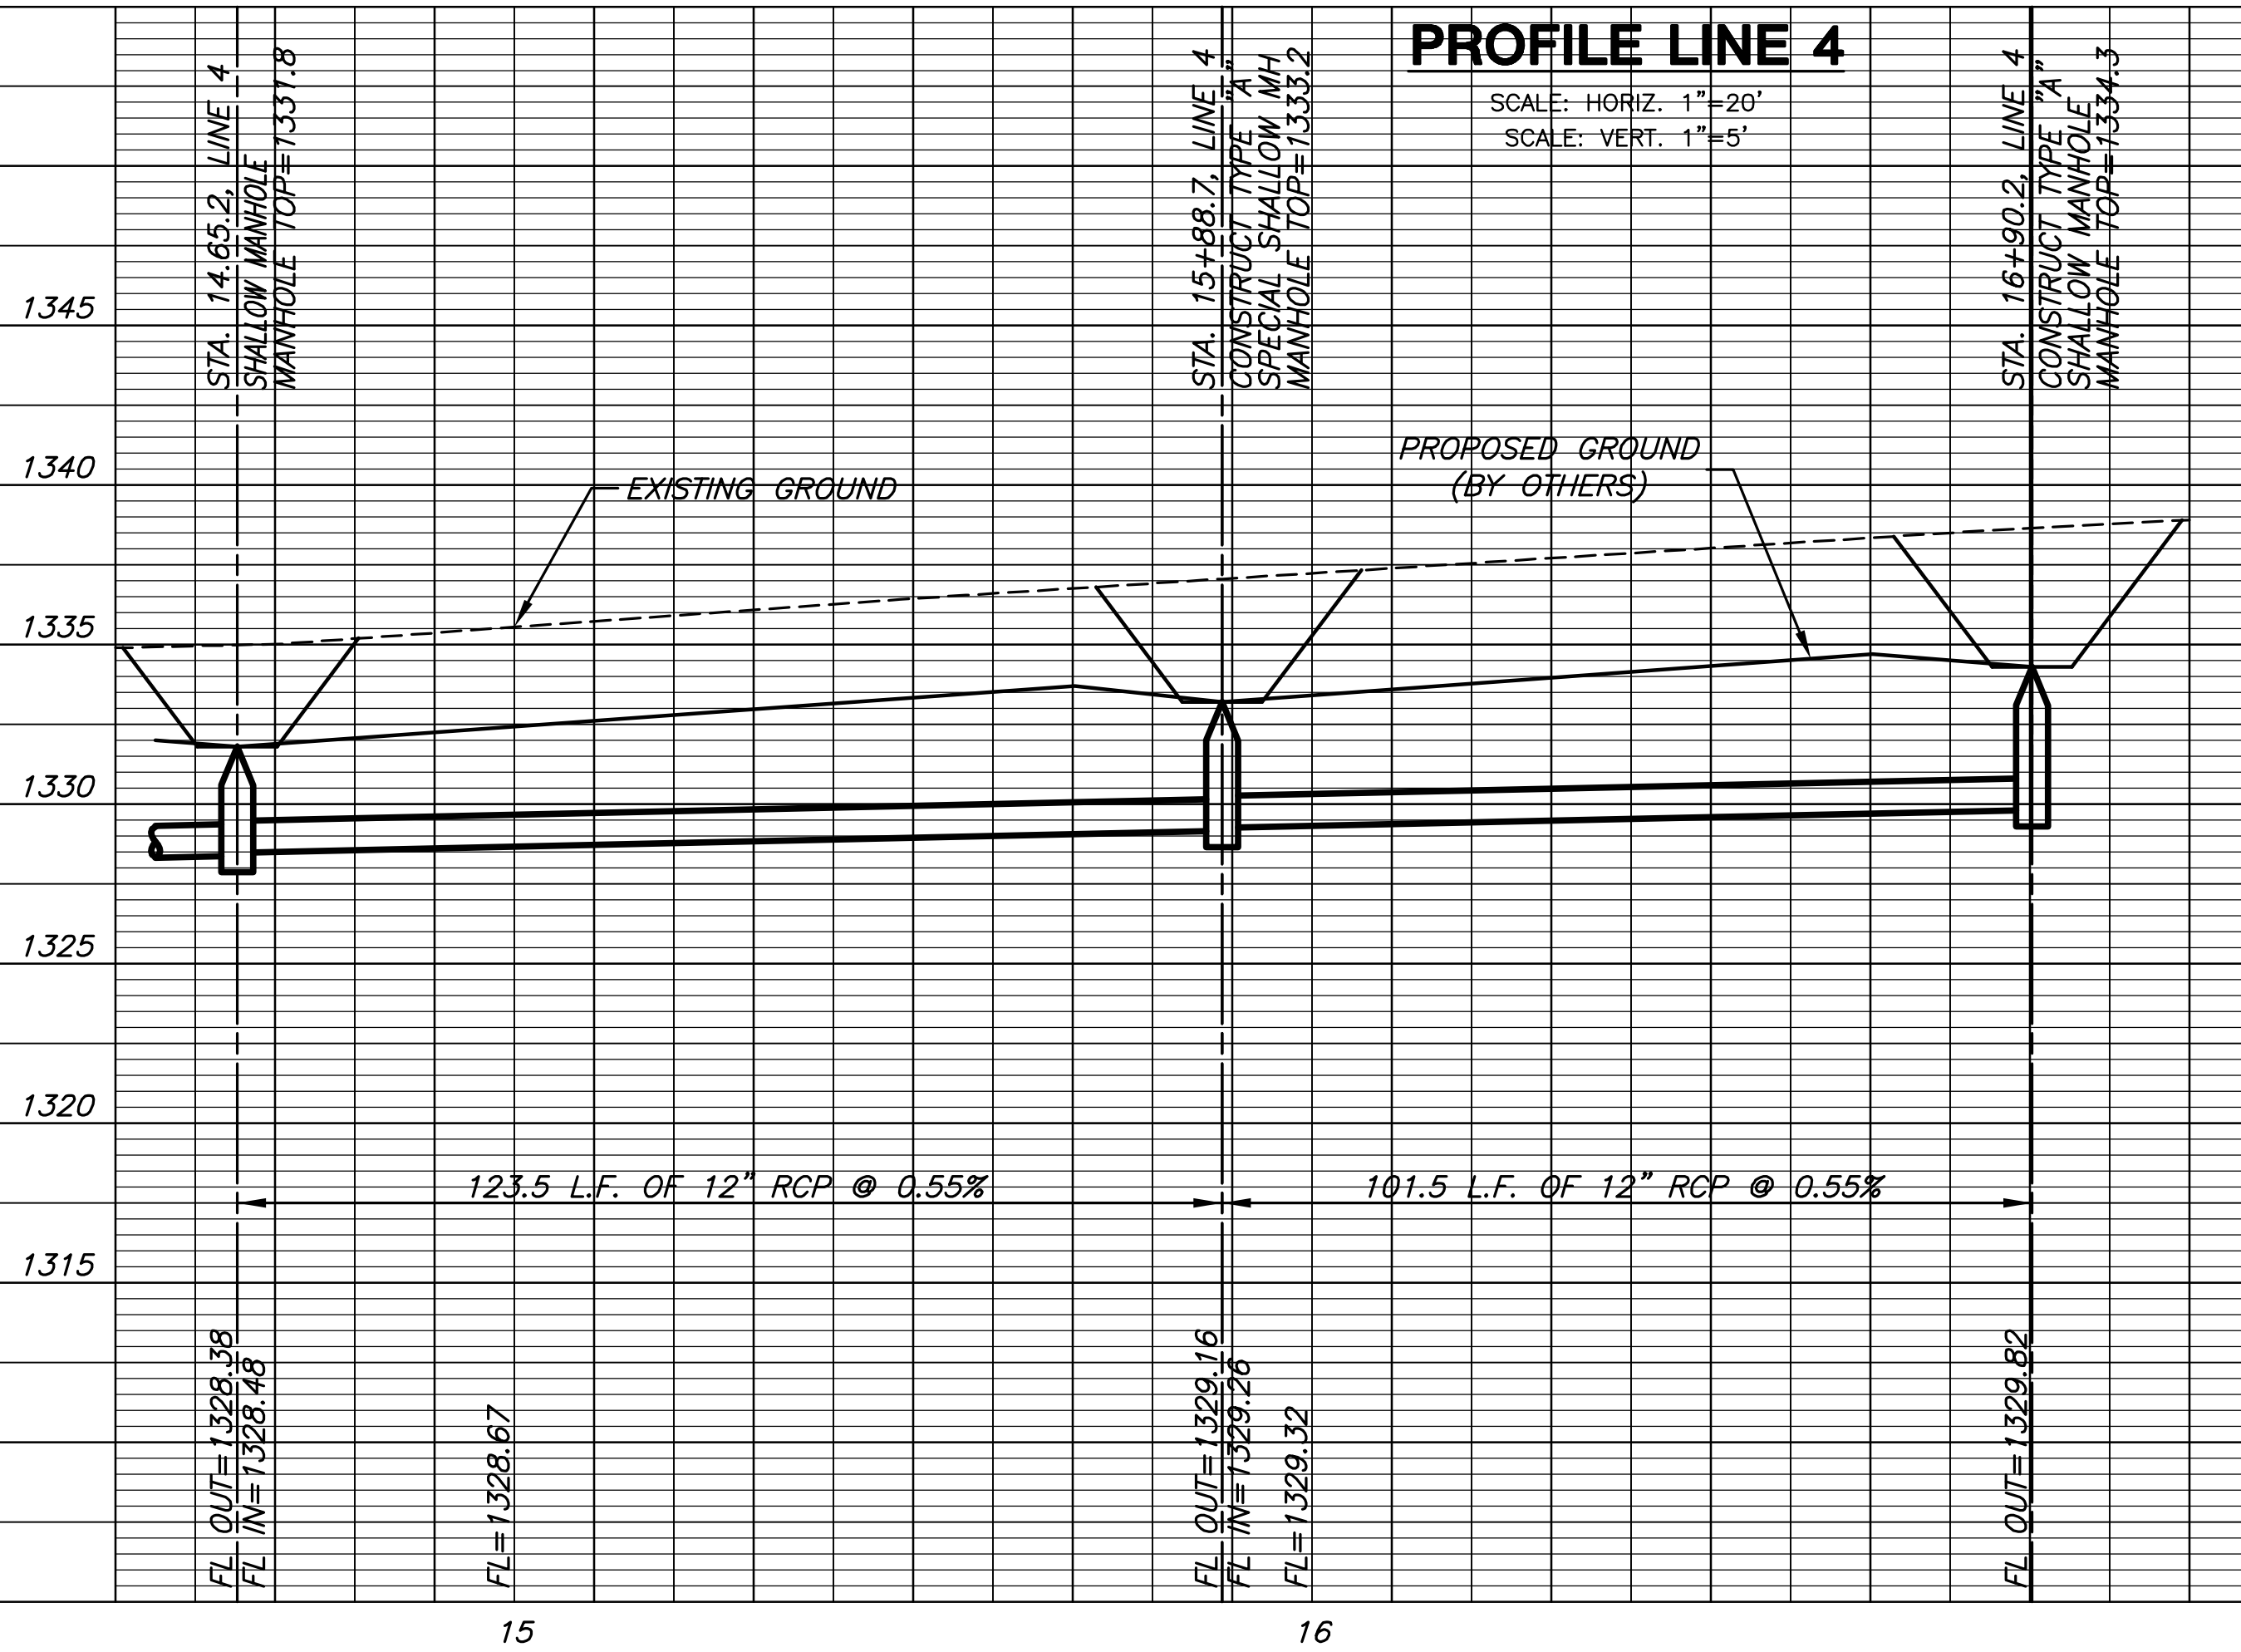 PROFILE LINE 4
SCALE: HORIZ. 1"=20'
SCALE: VERT. 1"=5'
STA. 14.65.2, LINE 4
SHALLOW MANHOLE
MANHOLE TOP=1331.8
STA. 15+88.7, LINE 4
CONSTRUCT TYPE "A"
SPECIAL SHALLOW MH
MANHOLE TOP=1333.2
STA. 16+90.2, LINE 4
CONSTRUCT TYPE "A"
SHALLOW MANHOLE
MANHOLE TOP=1334.3
1345
1340
1335
1330
1325
1320
1315
EXISTING GROUND
PROPOSED GROUND
(BY OTHERS)
123.5 L.F. OF 12" RCP @ 0.55%
101.5 L.F. OF 12" RCP @ 0.55%
FL OUT=1328.38
FL IN=1328.48
FL=1328.67
FL OUT=1329.16
FL IN=1329.26
FL=1329.32
FL OUT=1329.82
15
16